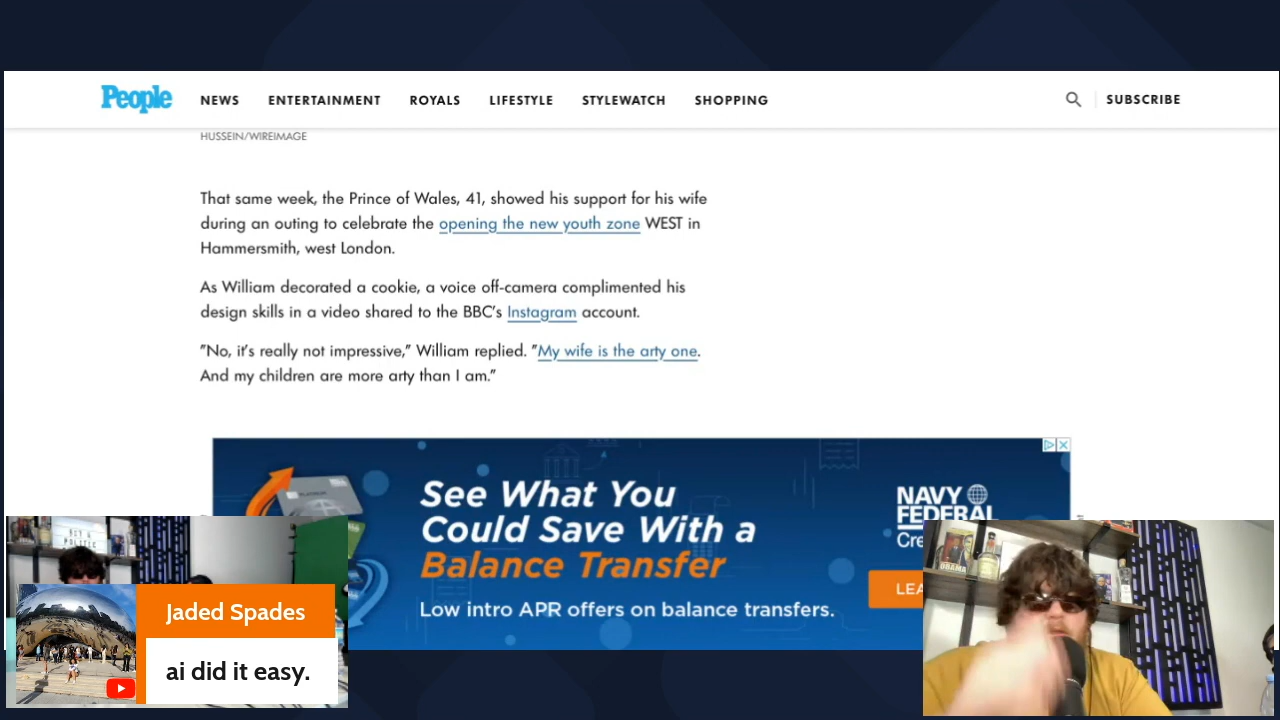 People
NEWS
ENTERTAINMENT
ROYALS
LIFESTYLE
STYLEWATCH
SHOPPING
SUBSCRIBE
HUSSEIN/WIREIMAGE
That same week, the Prince of Wales, 41, showed his support for his wife
during an outing to celebrate the opening the new youth zone WEST in
Hammersmith, west London.
As William decorated a cookie, a voice off-camera complimented his
design skills in a video shared to the BBC's Instagram account.
"No, it's really not impressive," William replied. "My wife is the arty one.
And my children are more arty than I am."
See What You
Could Save With a
Balance Transfer
Low intro APR offers on balance transfers.
NAVY
FEDERAL
Cre
LEA
PLATINUM
OBAMA
Jaded Spades
ai did it easy.